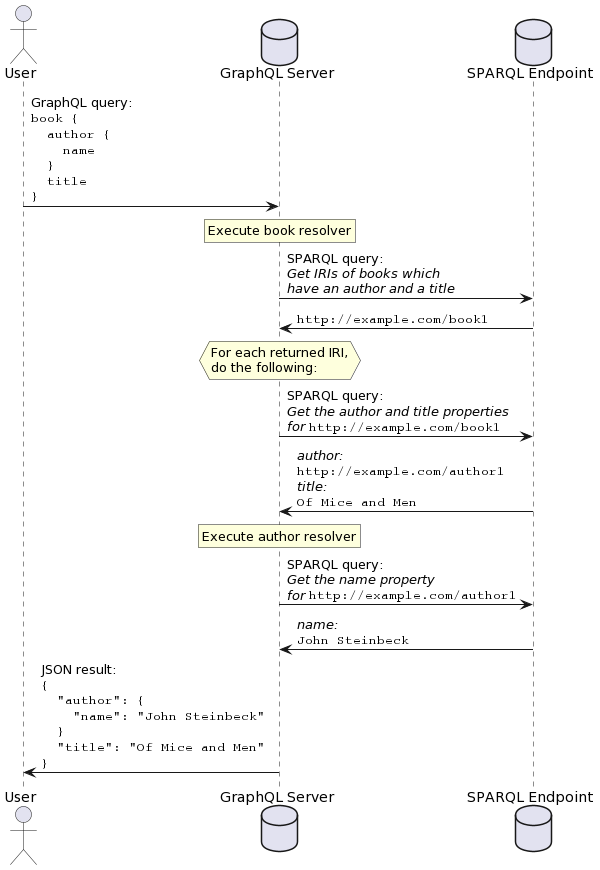 User
GraphQL Server
SPARQL Endpoint
GraphQL query:
book {
  author {
    name
  }
  title
}
Execute book resolver
SPARQL query:
Get IRIs of books which
have an author and a title
http://example.com/book1
For each returned IRI,
do the following:
SPARQL query:
Get the author and title properties
for http://example.com/book1
author:
http://example.com/author1
title:
Of Mice and Men
Execute author resolver
SPARQL query:
Get the name property
for http://example.com/author1
name:
John Steinbeck
JSON result:
{
  "author": {
    "name": "John Steinbeck"
  }
  "title": "Of Mice and Men"
}
User
GraphQL Server
SPARQL Endpoint